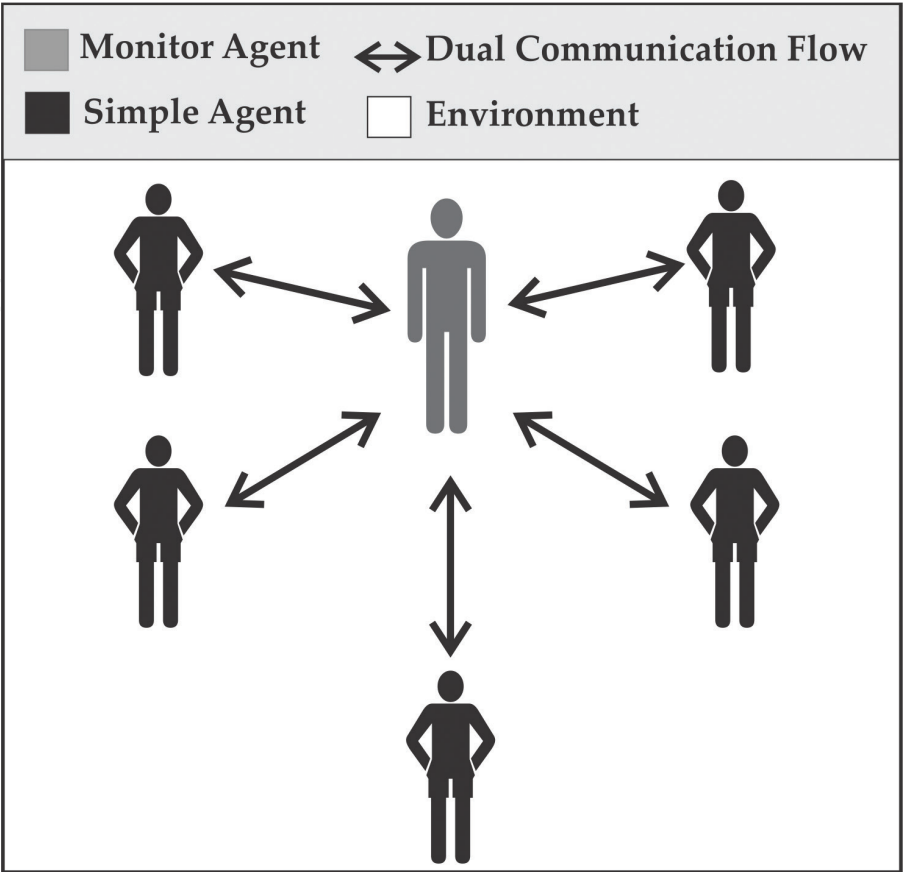 Monitor Agent
Dual Communication Flow
Simple Agent
Environment